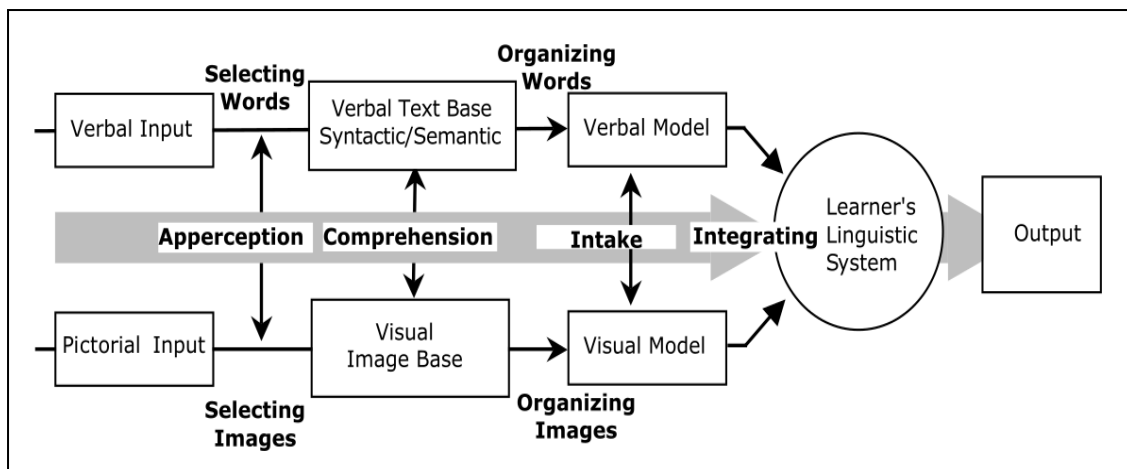 Selecting
Words
Organizing
Words
Verbal Input
Verbal Text Base
Syntactic/Semantic
Verbal Model
Apperception
Comprehension
Intake
Integrating
Learner's
Linguistic
System
Output
Pictorial Input
Visual
Image Base
Visual Model
Selecting
Images
Organizing
Images